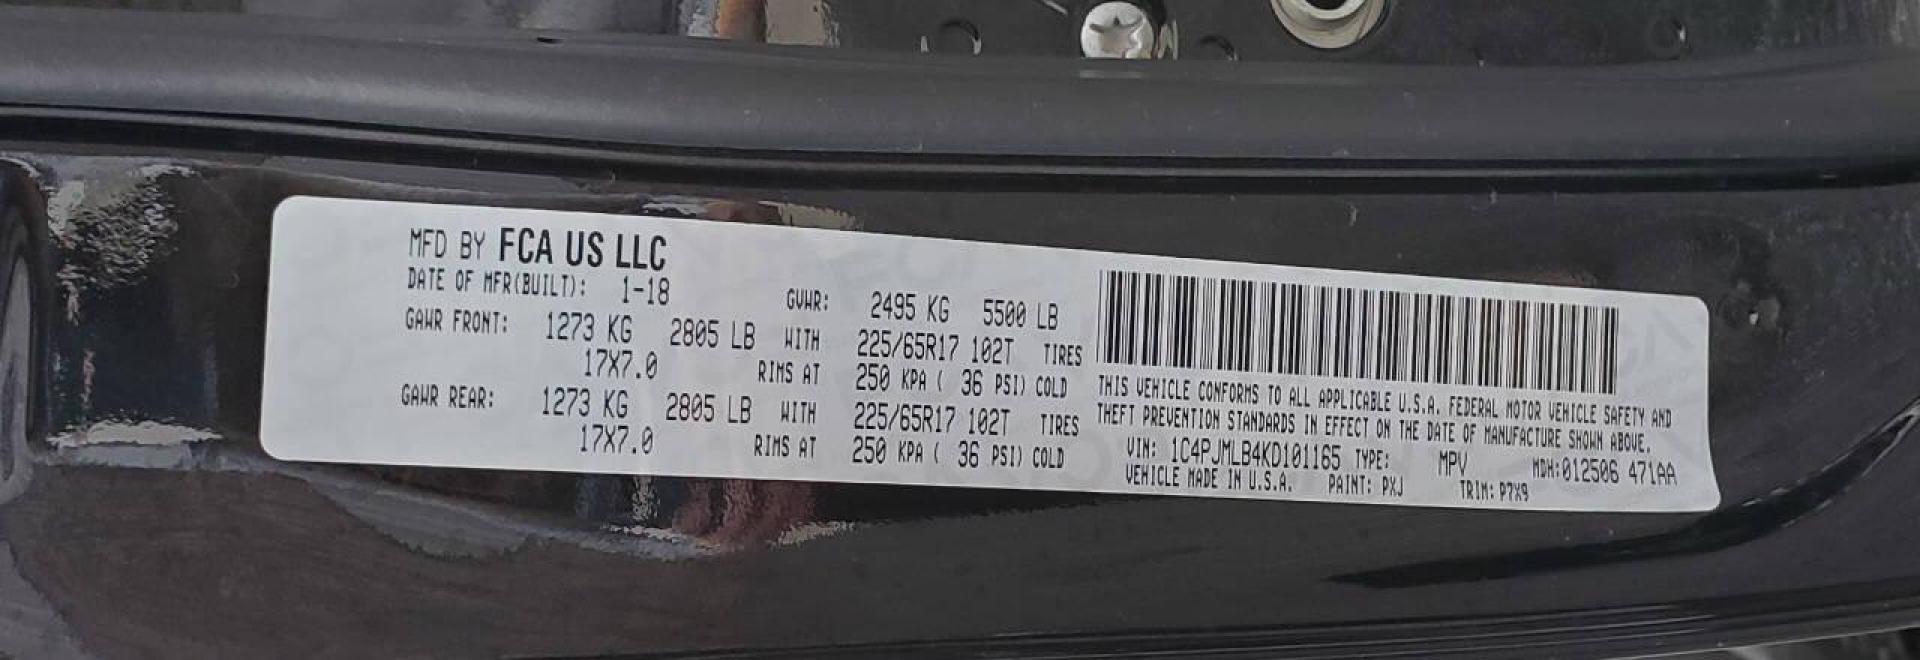 MFD BY FCA US LLC
DATE OF MFR(BUILT): 1-18 GVWR: 2495 KG 5500 LB
GAWR FRONT: 1273 KG 2805 LB WITH 225/65R17 102T TIRES
17X7.0 RIMS AT 250 KPA ( 36 PSI) COLD
GAWR REAR: 1273 KG 2805 LB WITH 225/65R17 102T TIRES
17X7.0 RIMS AT 250 KPA ( 36 PSI) COLD
THIS VEHICLE CONFORMS TO ALL APPLICABLE U.S.A. FEDERAL MOTOR VEHICLE SAFETY AND
THEFT PREVENTION STANDARDS IN EFFECT ON THE DATE OF MANUFACTURE SHOWN ABOVE.
VIN: 1C4PJMLB4KD101165 TYPE: MPV MDH:012506 471AA
VEHICLE MADE IN U.S.A. PAINT: PXJ TRIM: P7X9